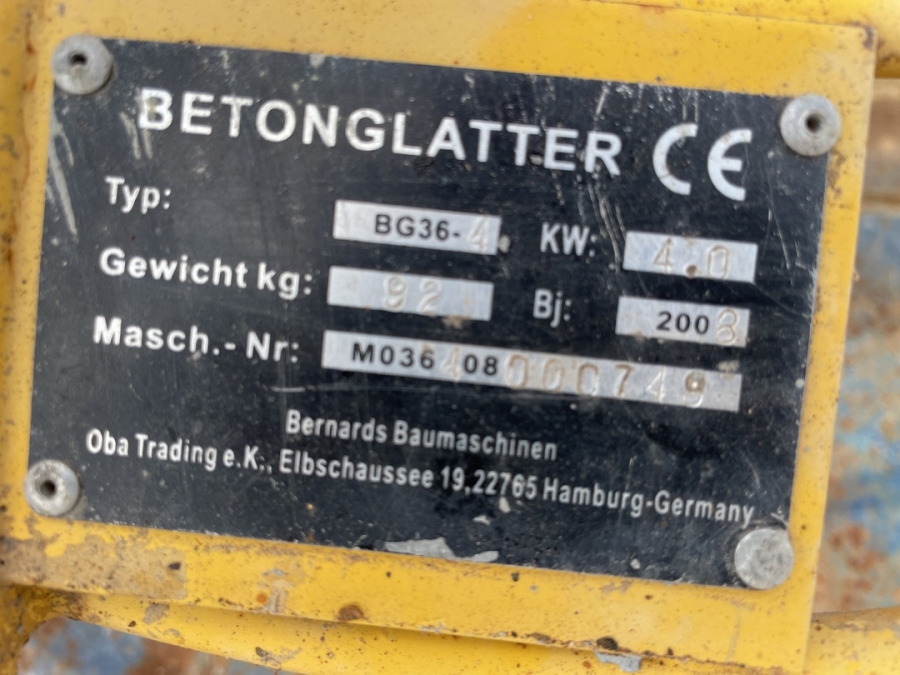 BETONGLATTER CE
Typ: BG36-4 KW: 4.0
Gewicht kg: 92 Bj: 2008
Masch.- Nr: M036408000749
Bernards Baumaschinen
Oba Trading e.K., Elbschaussee 19,22765 Hamburg-Germany